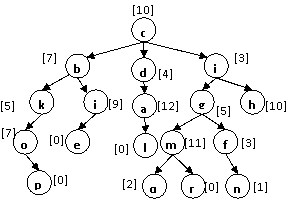 [10]
c
[7] b d [4] i [3]
[5] k i [9] a [12] g [5] h [10]
[7] o [0] e [0] l m [11] f [3]
p [0] [2] q r [0] n [1]